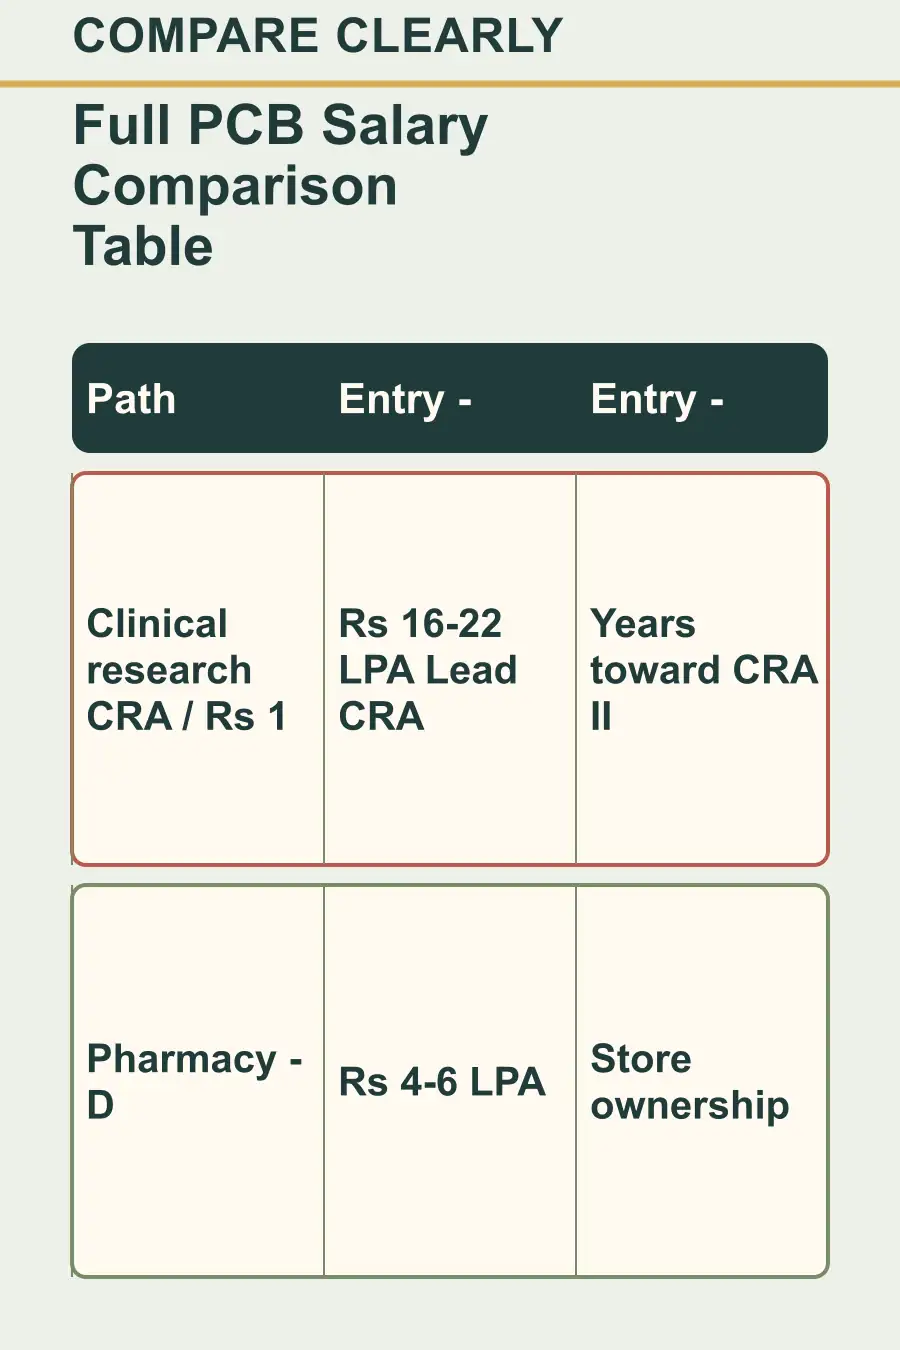 COMPARE CLEARLY
Full PCB Salary
Comparison
Table
Path
Entry -
Entry -
Clinical
research
CRA / Rs 1
Rs 16-22
LPA Lead
CRA
Years
toward CRA
II
Pharmacy -
D
Rs 4-6 LPA
Store
ownership